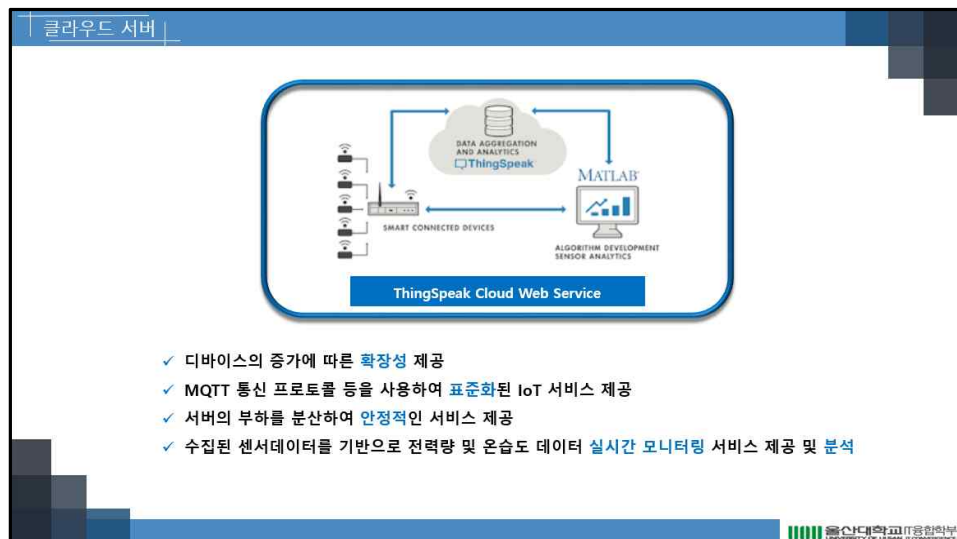 클라우드 서버
DATA AGGREGATION
AND ANALYTICS
ThingSpeak
MATLAB
SMART CONNECTED DEVICES
ALGORITHM DEVELOPMENT
SENSOR ANALYTICS
ThingSpeak Cloud Web Service
✓ 디바이스의 증가에 따른 확장성 제공
✓ MQTT 통신 프로토콜 등을 사용하여 표준화된 IoT 서비스 제공
✓ 서버의 부하를 분산하여 안정적인 서비스 제공
✓ 수집된 센서데이터를 기반으로 전력량 및 온습도 데이터 실시간 모니터링 서비스 제공 및 분석
울산대학교 IT융합학부